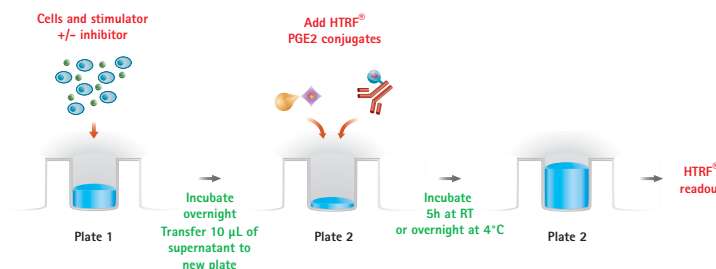 Cells and stimulator
+/- inhibitor
Add HTRF®
PGE2 conjugates
Plate 1
Incubate
overnight
Transfer 10 µL of
supernatant to
new plate
Plate 2
Incubate
5h at RT
or overnight at 4°C
Plate 2
HTRF®
readou